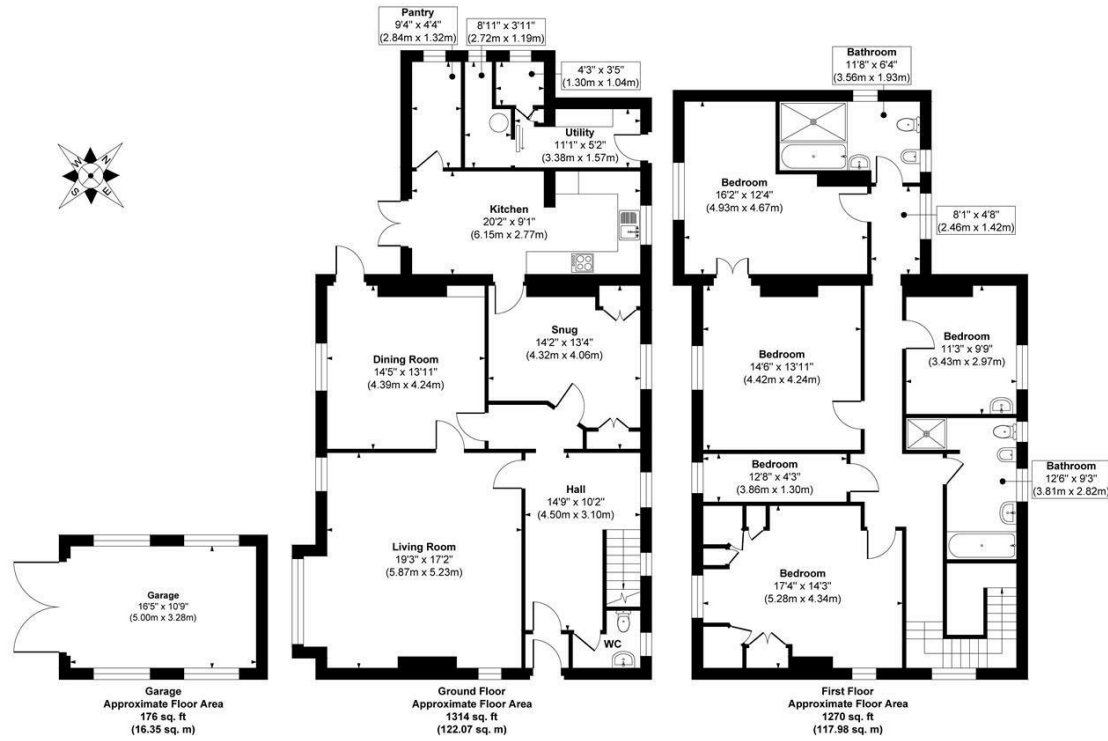 Pantry
9'4" x 4'4"
(2.84m x 1.32m)
8'11" x 3'11"
(2.72m x 1.19m)
4'3" x 3'5"
(1.30m x 1.04m)
Utility
11'1" x 5'2"
(3.38m x 1.57m)
Kitchen
20'2" x 9'1"
(6.15m x 2.77m)
Snug
14'2" x 13'4"
(4.32m x 4.06m)
Dining Room
14'5" x 13'11"
(4.39m x 4.24m)
Hall
14'9" x 10'2"
(4.50m x 3.10m)
Living Room
19'3" x 17'2"
(5.87m x 5.23m)
WC
Bathroom
11'8" x 6'4"
(3.56m x 1.93m)
Bedroom
16'2" x 12'4"
(4.93m x 4.67m)
8'1" x 4'8"
(2.46m x 1.42m)
Bedroom
11'3" x 9'9"
(3.43m x 2.97m)
Bedroom
14'6" x 13'11"
(4.42m x 4.24m)
Bedroom
12'8" x 4'3"
(3.86m x 1.30m)
Bathroom
12'6" x 9'3"
(3.81m x 2.82m)
Bedroom
17'4" x 14'3"
(5.28m x 4.34m)
N
E
S
W
Garage
16'5" x 10'9"
(5.00m x 3.28m)
Garage
Approximate Floor Area
176 sq. ft
(16.35 sq. m)
Ground Floor
Approximate Floor Area
1314 sq. ft
(122.07 sq. m)
First Floor
Approximate Floor Area
1270 sq. ft
(117.98 sq. m)